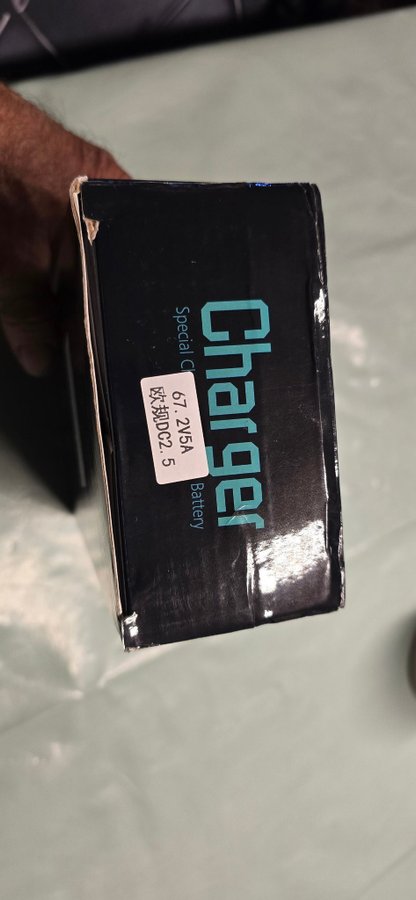 Charger
Special C
Battery
67.2V5A
欧规DC2.5